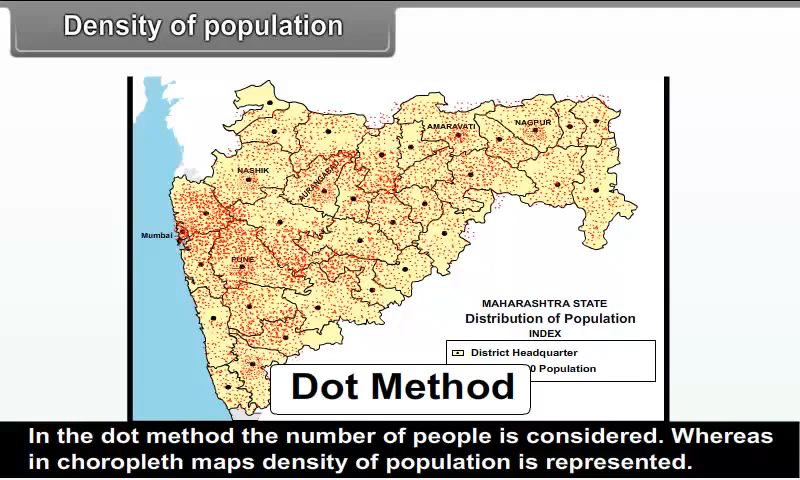 Density of population
AMARAVATI
NAGPUR
NASHIK
AURANGABAD
Mumbai
PUNE
MAHARASHTRA STATE
Distribution of Population
INDEX
District Headquarter
0 Population
Dot Method
In the dot method the number of people is considered. Whereas
in choropleth maps density of population is represented.